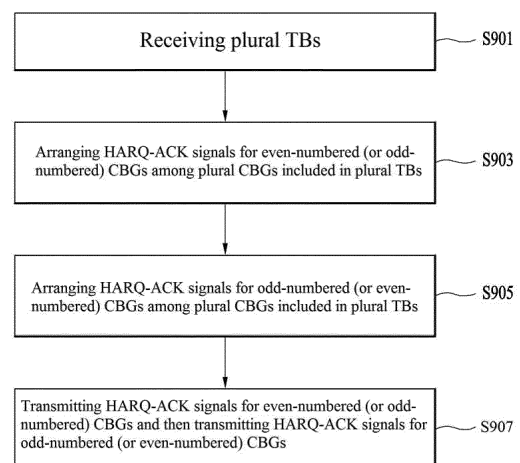 Receiving plural TBs
S901
Arranging HARQ-ACK signals for even-numbered (or odd-
numbered) CBGs among plural CBGs included in plural TBs
S903
Arranging HARQ-ACK signals for odd-numbered (or even-
numbered) CBGs among plural CBGs included in plural TBs
S905
Transmitting HARQ-ACK signals for even-numbered (or odd-
numbered) CBGs and then transmitting HARQ-ACK signals for
odd-numbered (or even-numbered) CBGs
S907